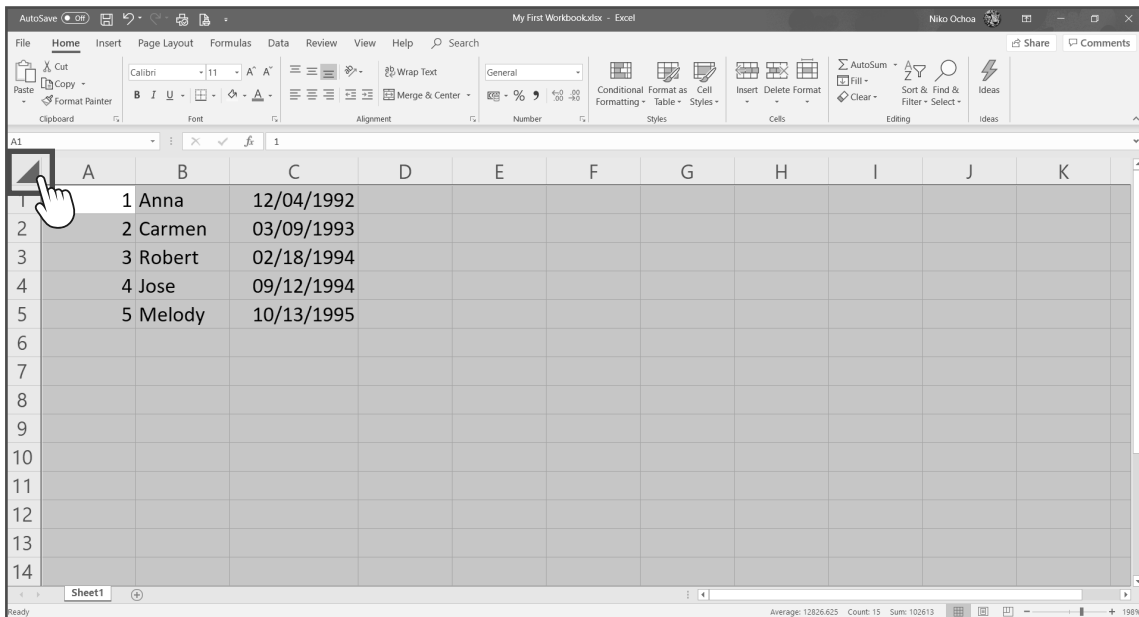 AutoSave Off My First Workbook.xlsx - Excel Niko Ochoa
File Home Insert Page Layout Formulas Data Review View Help Search Share Comments
Paste Cut Copy Format Painter
Calibri 11 A^ A˅ B I U A
Wrap Text Merge & Center
General % 9 .00 .0
Conditional Formatting Format as Table Cell Styles
Insert Delete Format
AutoSum Fill Clear Sort & Filter Find & Select Ideas
Clipboard Font Alignment Number Styles Cells Editing Ideas
A1 fx 1
A B C D E F G H I J K
1 1 Anna 12/04/1992
2 2 Carmen 03/09/1993
3 3 Robert 02/18/1994
4 4 Jose 09/12/1994
5 5 Melody 10/13/1995
6
7
8
9
10
11
12
13
14
Sheet1
Ready Average: 12826.625 Count: 15 Sum: 102613 198%